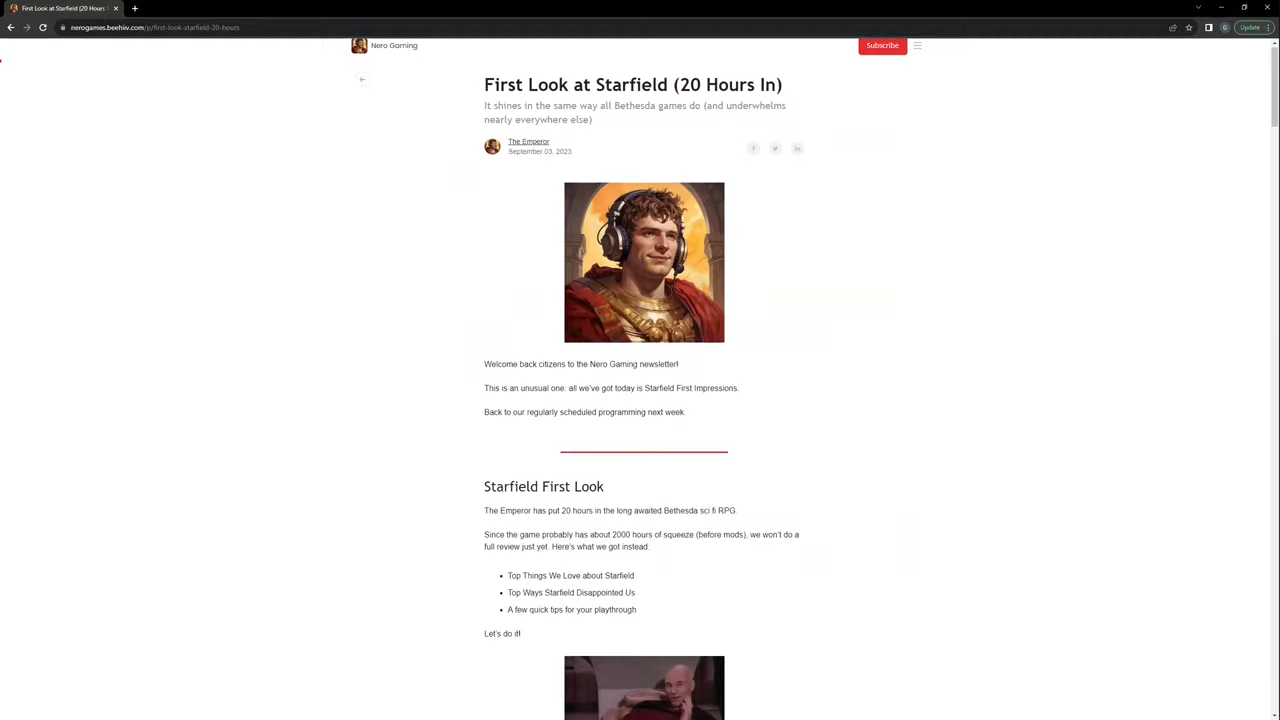 First Look at Starfield (20 Hours
nerogames.beehiiv.com/p/first-look-starfield-20-hours
G
Update
Nero Gaming
Subscribe
First Look at Starfield (20 Hours In)
It shines in the same way all Bethesda games do (and underwhelms
nearly everywhere else)
The Emperor
September 03, 2023
Welcome back citizens to the Nero Gaming newsletter!
This is an unusual one: all we've got today is Starfield First Impressions.
Back to our regularly scheduled programming next week.
Starfield First Look
The Emperor has put 20 hours in the long awaited Bethesda sci fi RPG.
Since the game probably has about 2000 hours of squeeze (before mods), we won't do a
full review just yet. Here's what we got instead:
• Top Things We Love about Starfield
• Top Ways Starfield Disappointed Us
• A few quick tips for your playthrough
Let's do it!